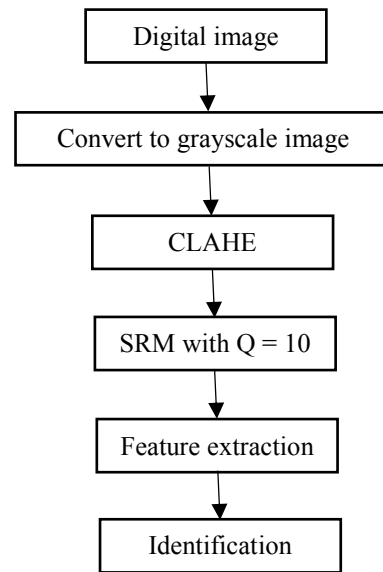 Digital image
Convert to grayscale image
CLAHE
SRM with Q = 10
Feature extraction
Identification